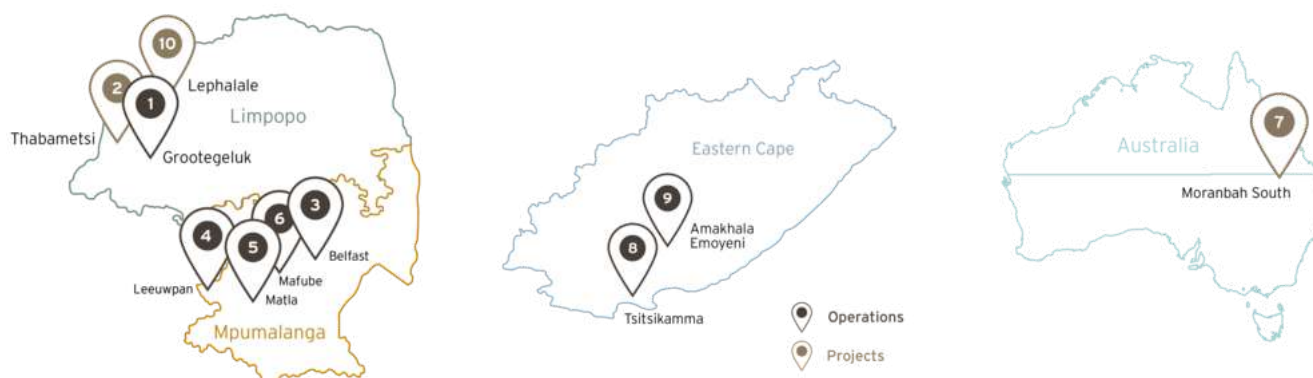 10
Lephalale
2
1
Limpopo
Thabametsi
Grootegeluk
3
6
4
5
Belfast
Mafube
Leeuwpan
Matla
Mpumalanga
Eastern Cape
9
Amakhala
Emoyeni
8
Tsitsikamma
Operations
Projects
7
Australia
Moranbah South